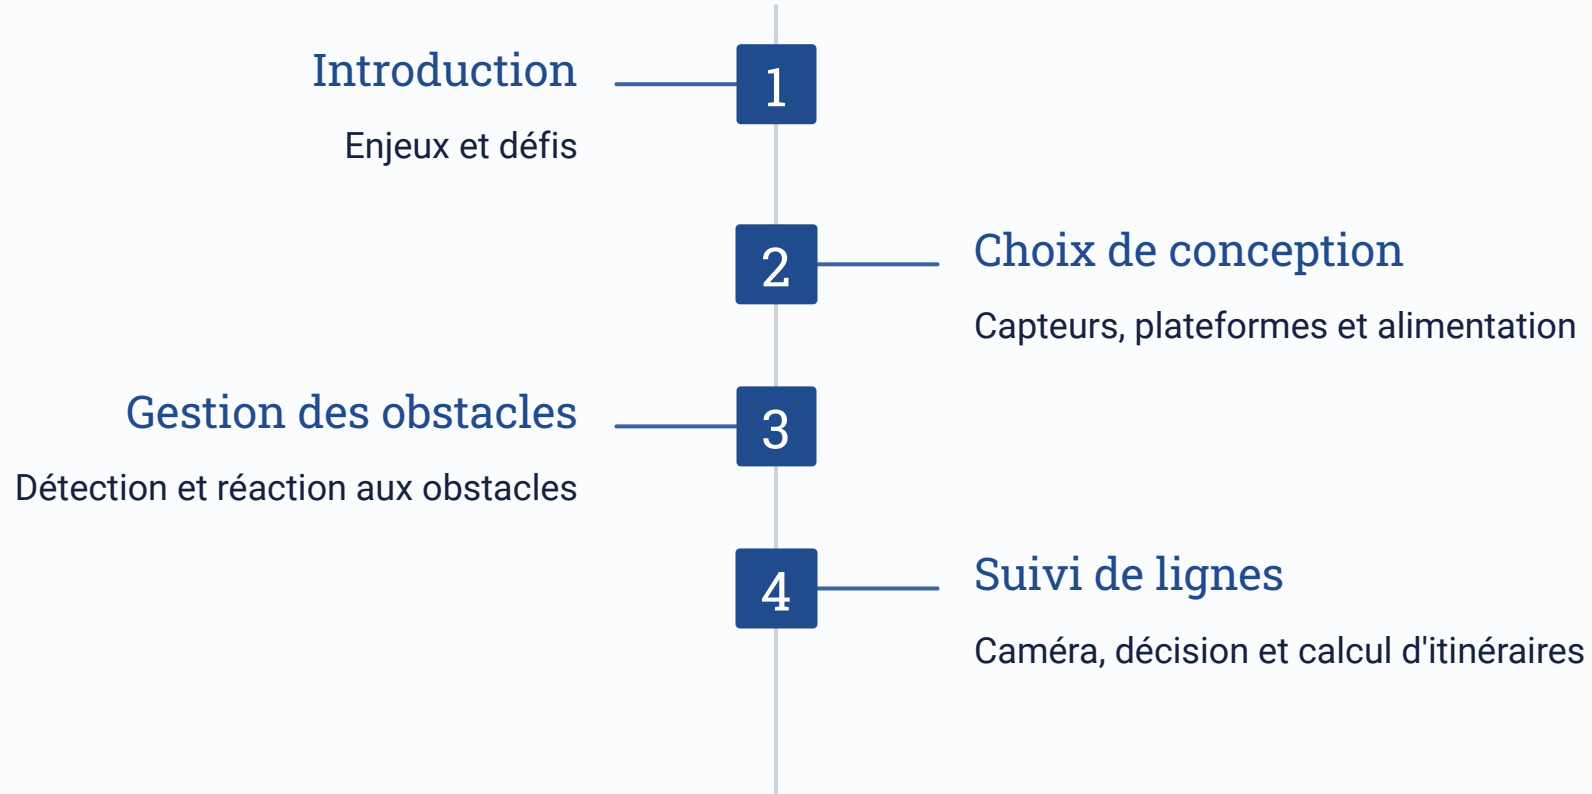 1
Introduction
Enjeux et défis
2
Choix de conception
Capteurs, plateformes et alimentation
3
Gestion des obstacles
Détection et réaction aux obstacles
4
Suivi de lignes
Caméra, décision et calcul d'itinéraires